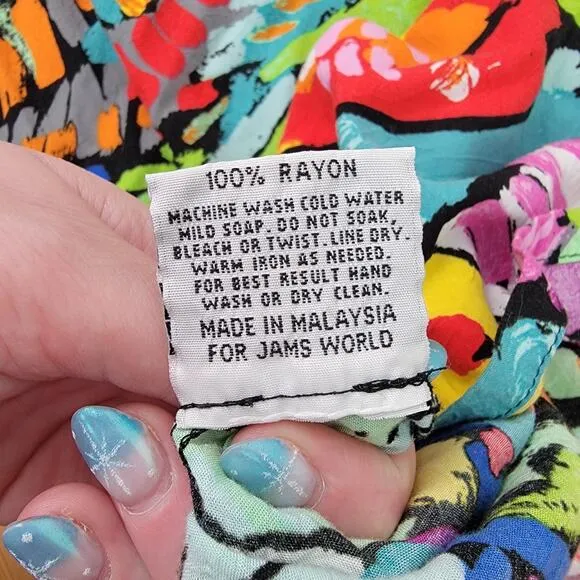 100% RAYON
MACHINE WASH COLD WATER
MILD SOAP. DO NOT SOAK,
BLEACH OR TWIST. LINE DRY.
WARM IRON AS NEEDED.
FOR BEST RESULT HAND
WASH OR DRY CLEAN.
MADE IN MALAYSIA
FOR JAMS WORLD